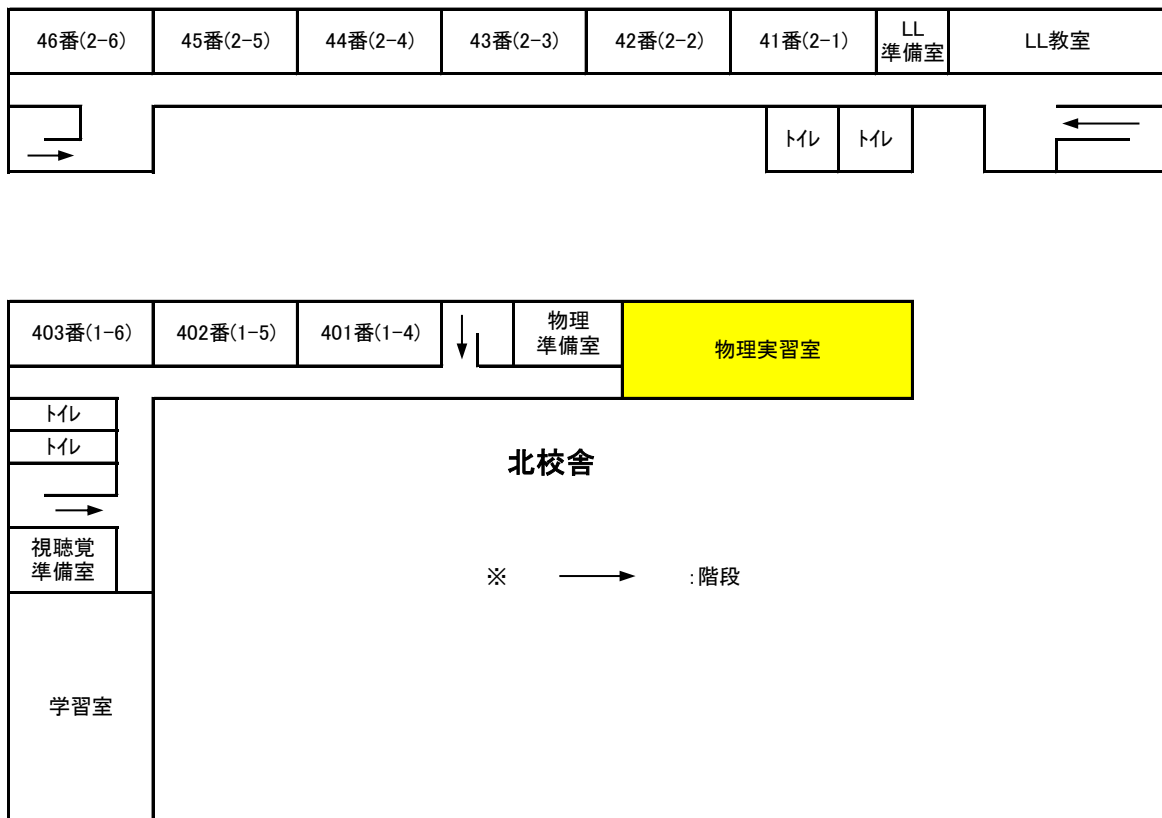 46番(2-6)
45番(2-5)
44番(2-4)
43番(2-3)
42番(2-2)
41番(2-1)
LL
準備室
LL教室
トイレ
トイレ
403番(1-6)
402番(1-5)
401番(1-4)
物理
準備室
物理実習室
トイレ
トイレ
北校舎
視聴覚
準備室
※ :階段
学習室